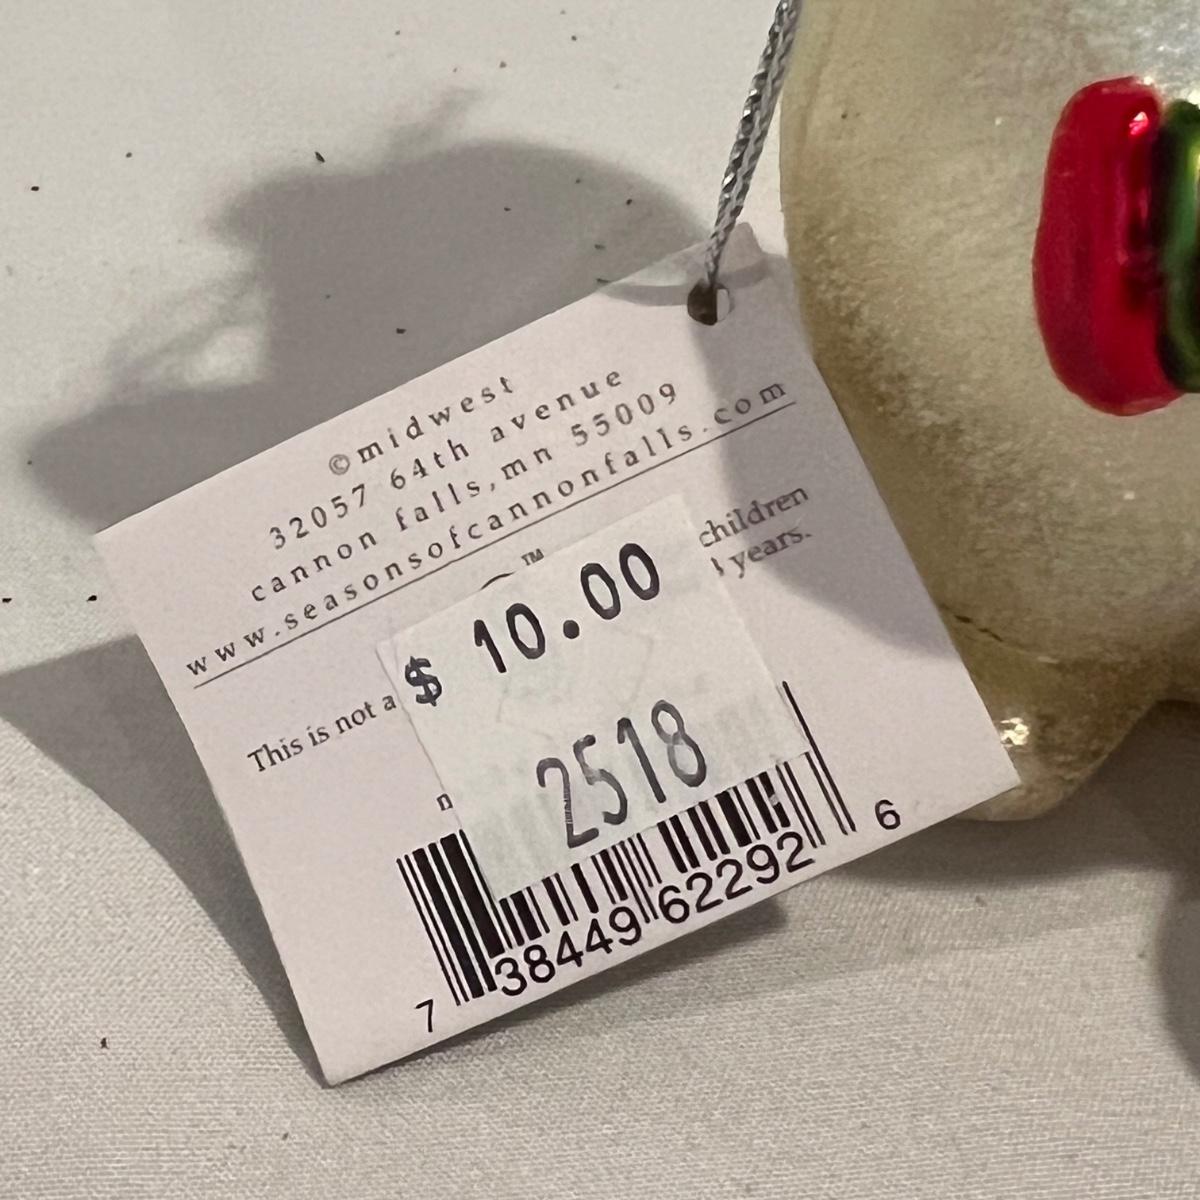 ©midwest
32057 64th avenue
cannon falls,mn 55009
www.seasonsofcannonfalls.com
TM
This is not a children
years.
$ 10.00
2518
7 38449 62292 6